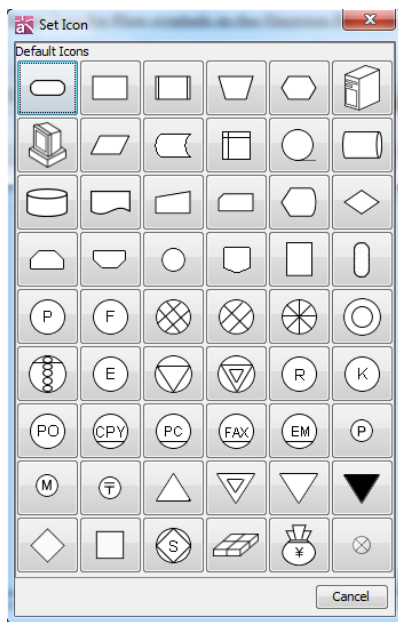 Set Icon
Default Icons
P F
E R K
PO CPY PC FAX EM P
M 〒
S ¥
Cancel